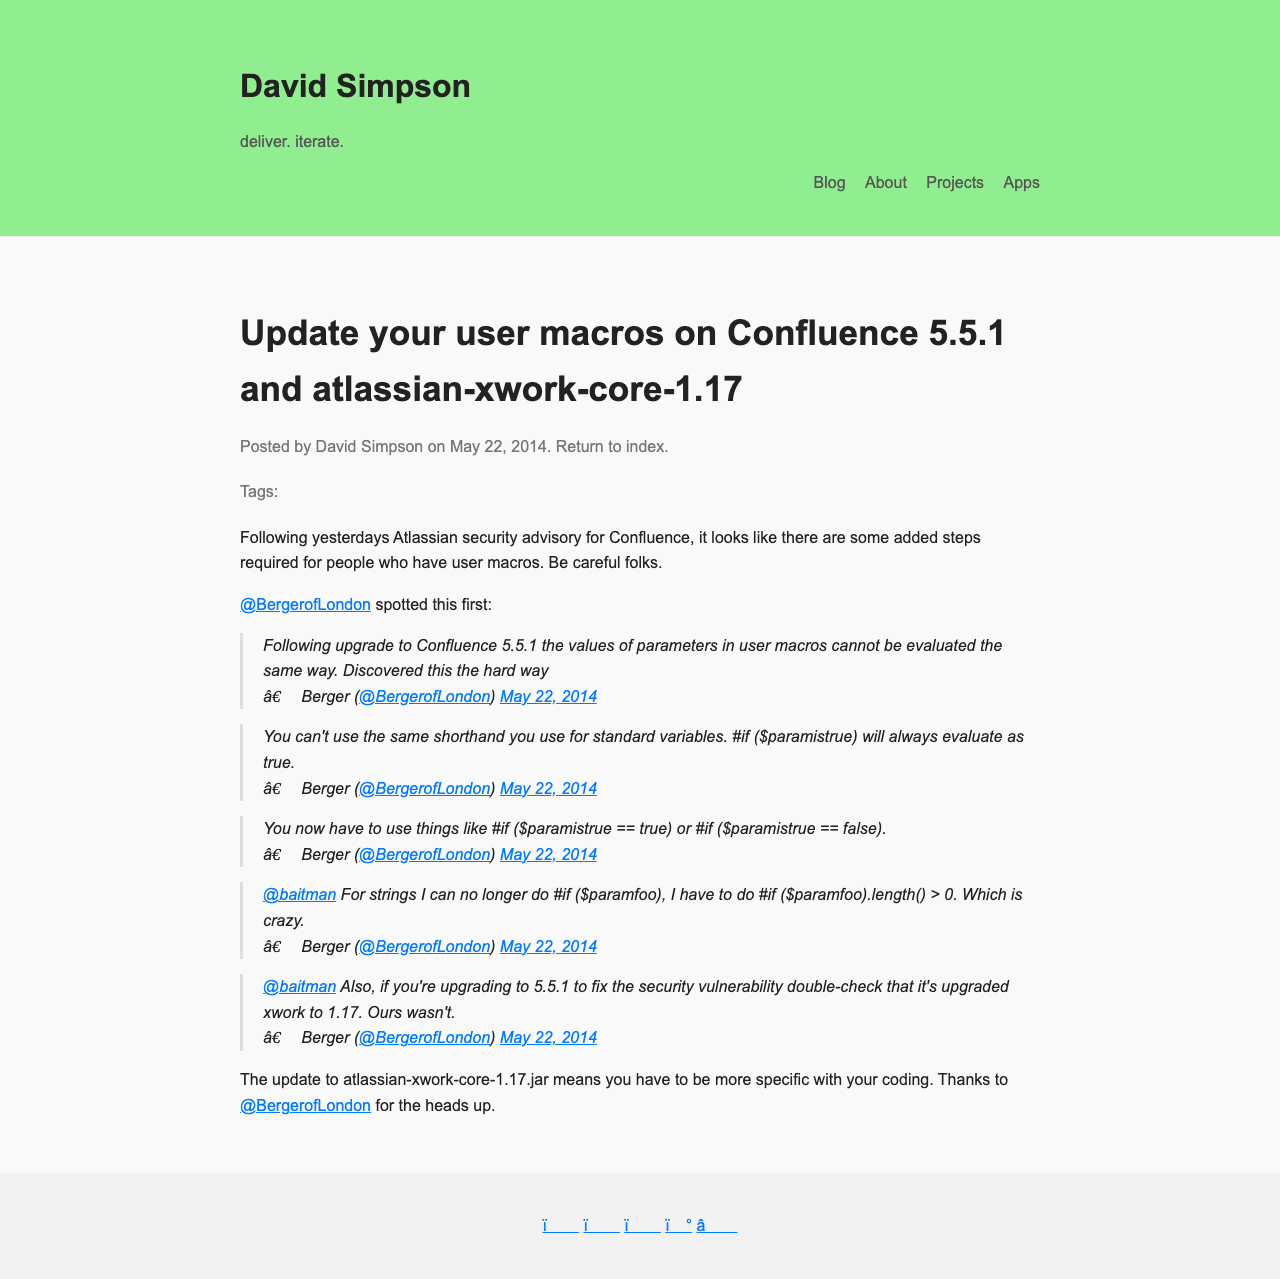 David Simpson
deliver. iterate.
Blog About Projects Apps
Update your user macros on Confluence 5.5.1
and atlassian-xwork-core-1.17
Posted by David Simpson on May 22, 2014. Return to index.
Tags:
Following yesterdays Atlassian security advisory for Confluence, it looks like there are some added steps
required for people who have user macros. Be careful folks.
@BergerofLondon spotted this first:
Following upgrade to Confluence 5.5.1 the values of parameters in user macros cannot be evaluated the
same way. Discovered this the hard way
â€ Berger (@BergerofLondon) May 22, 2014
You can't use the same shorthand you use for standard variables. #if ($paramistrue) will always evaluate as
true.
â€ Berger (@BergerofLondon) May 22, 2014
You now have to use things like #if ($paramistrue == true) or #if ($paramistrue == false).
â€ Berger (@BergerofLondon) May 22, 2014
@baitman For strings I can no longer do #if ($paramfoo), I have to do #if ($paramfoo).length() > 0. Which is
crazy.
â€ Berger (@BergerofLondon) May 22, 2014
@baitman Also, if you're upgrading to 5.5.1 to fix the security vulnerability double-check that it's upgraded
xwork to 1.17. Ours wasn't.
â€ Berger (@BergerofLondon) May 22, 2014
The update to atlassian-xwork-core-1.17.jar means you have to be more specific with your coding. Thanks to
@BergerofLondon for the heads up.
ï ï ï ï ° â